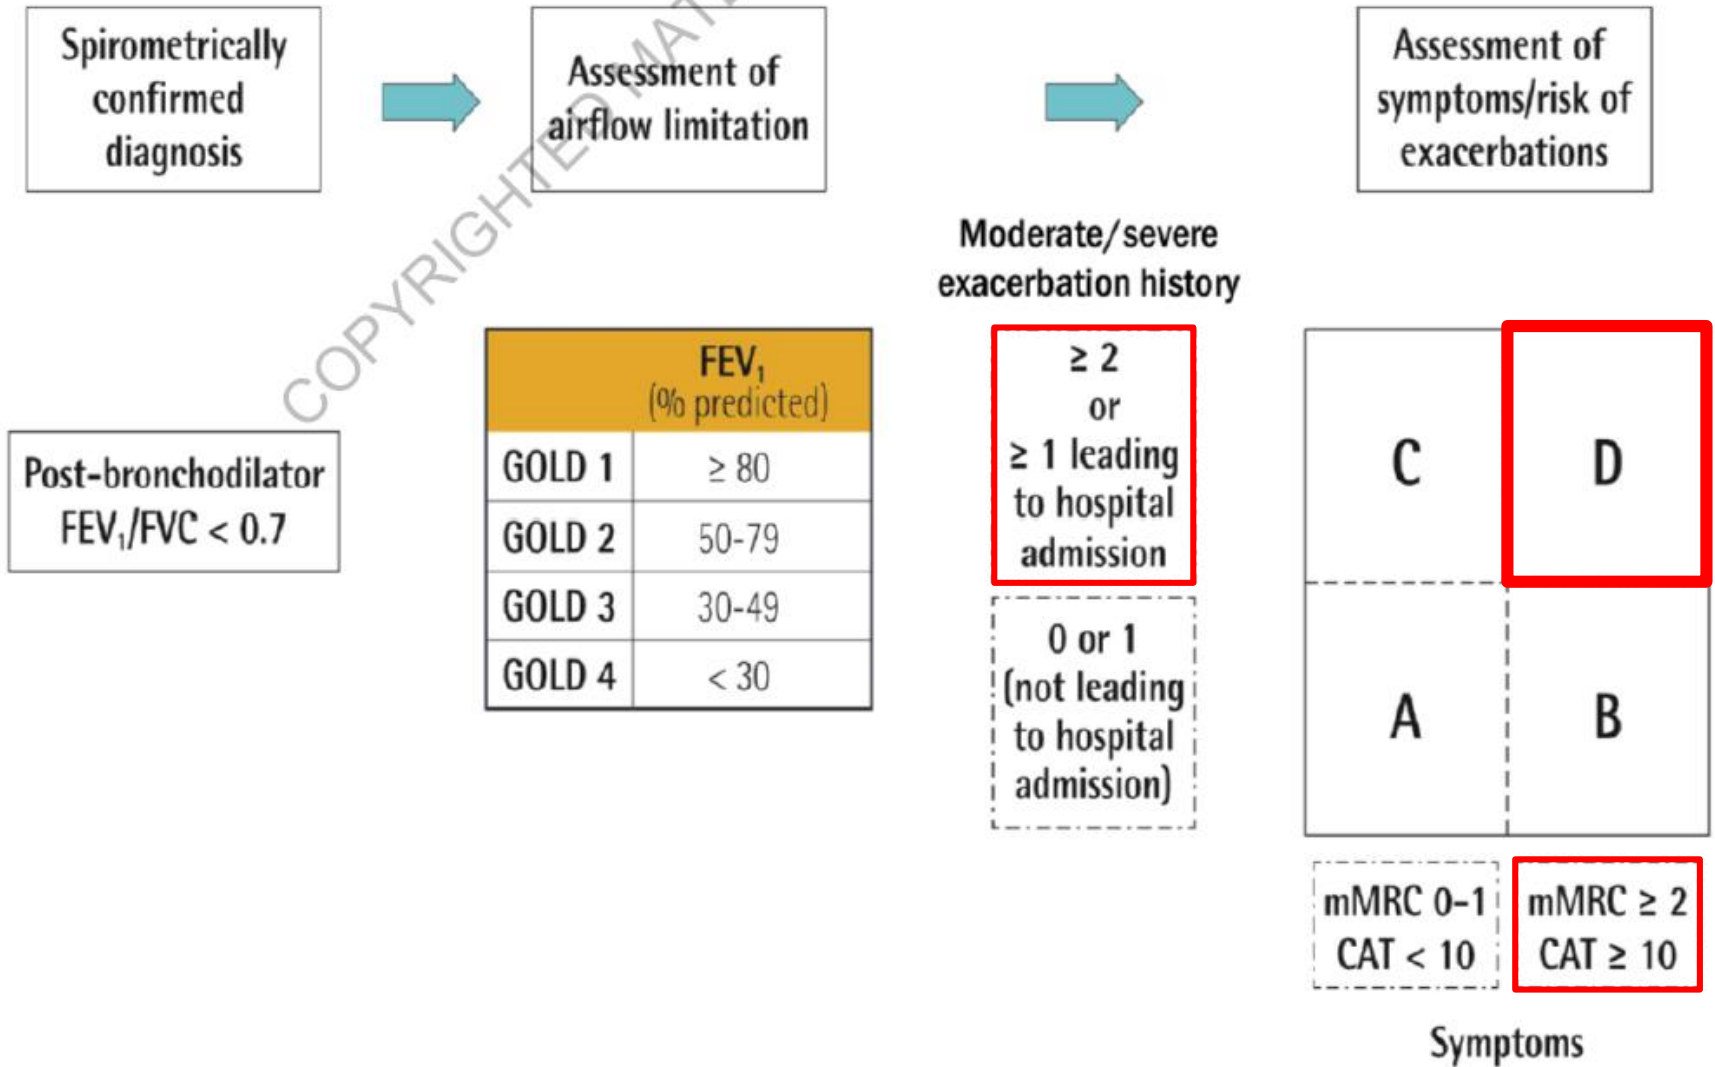 Spirometrically
confirmed
diagnosis
Assessment of
airflow limitation
Assessment of
symptoms/risk of
exacerbations
COPYRIGHTED
Moderate/severe
exacerbation history
Post-bronchodilator
FEV₁/FVC < 0.7
FEV₁
(% predicted)
GOLD 1 ≥ 80
GOLD 2 50-79
GOLD 3 30-49
GOLD 4 < 30
≥ 2
or
≥ 1 leading
to hospital
admission
0 or 1
(not leading
to hospital
admission)
C D
A B
mMRC 0-1
CAT < 10
mMRC ≥ 2
CAT ≥ 10
Symptoms